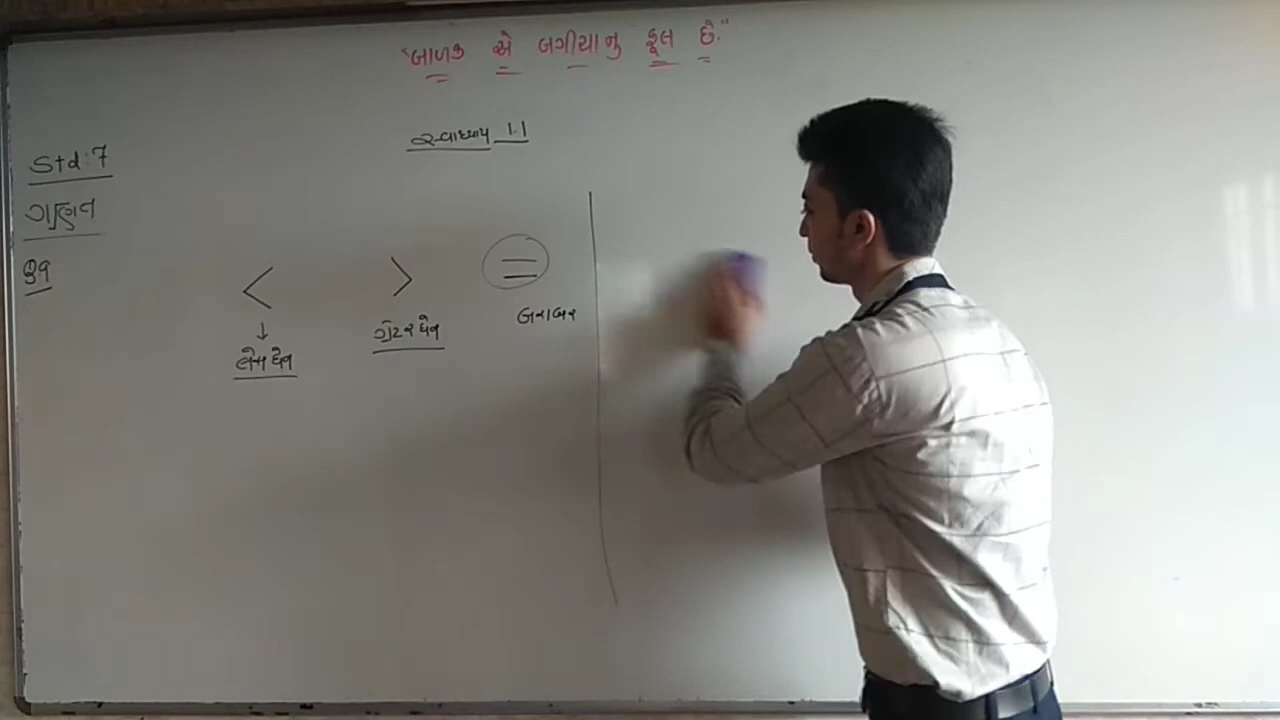 "બાળક એ બગીચાનુ ફૂલ છે."
સ્વાધ્યાય 1.1
Std:7
ગણિત
< > =
લેસ ધેન ગ્રેટર ધેન બરાબર